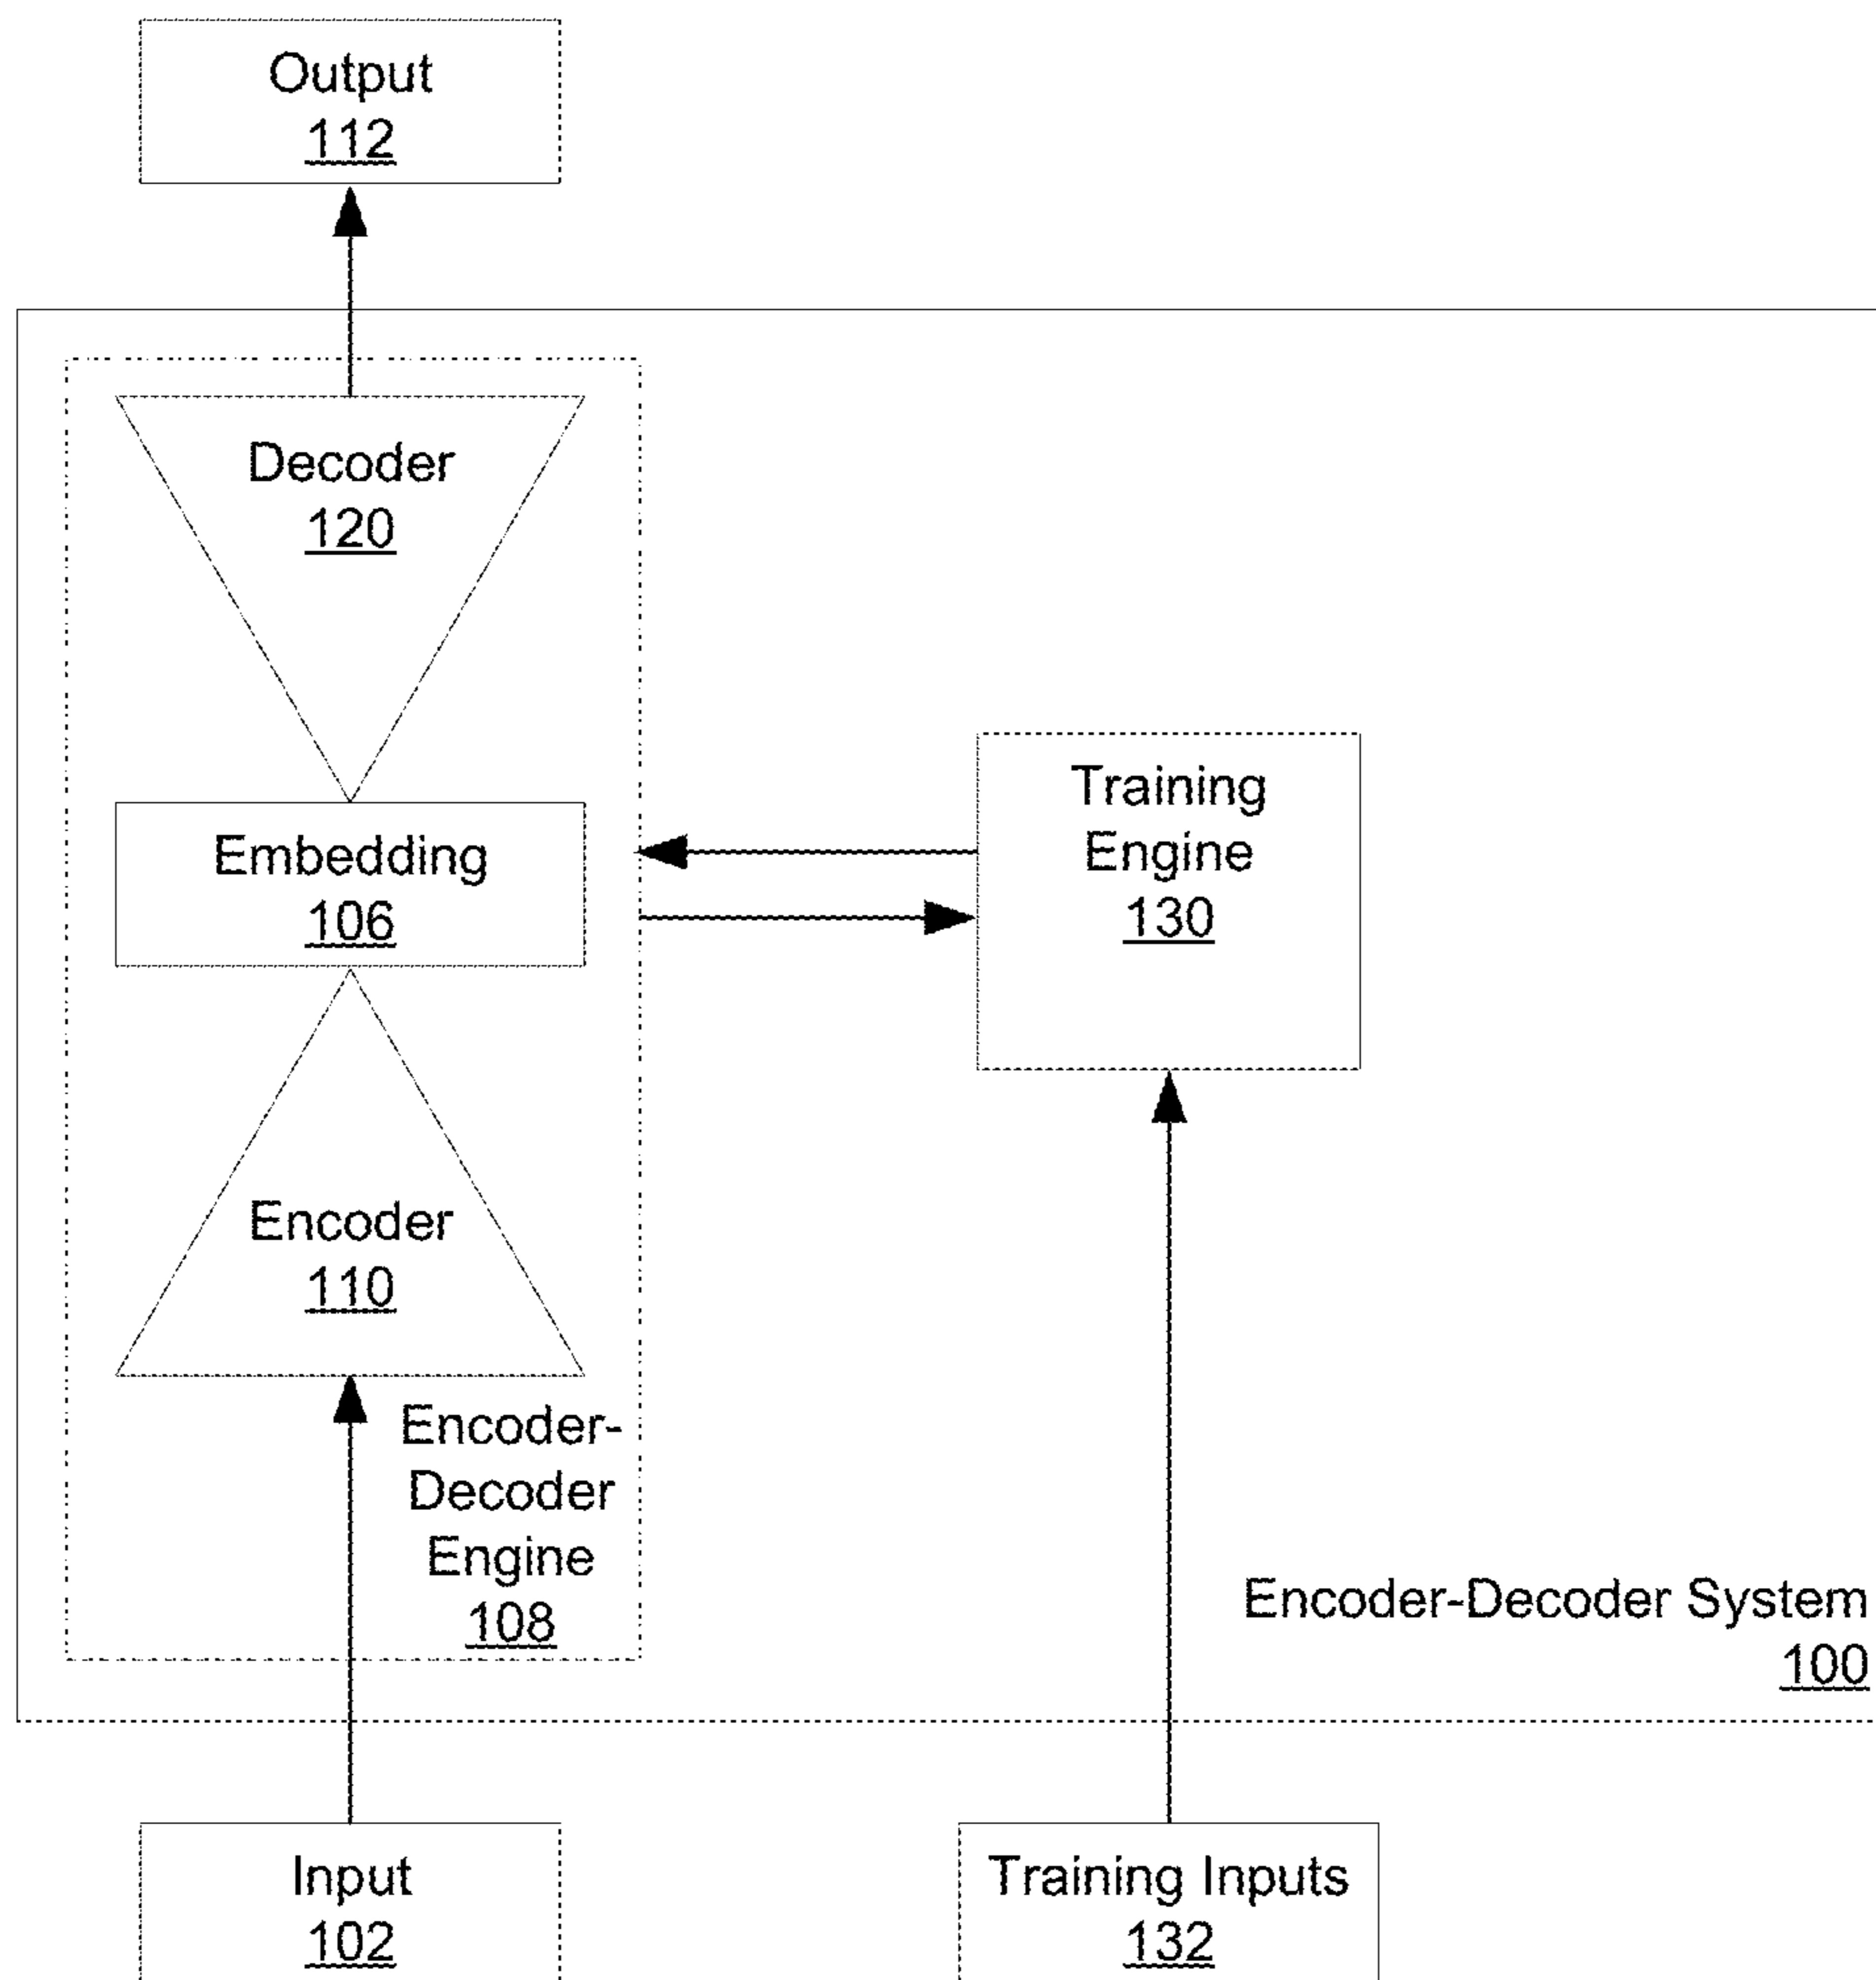 Output
112
Decoder
120
Embedding
106
Training
Engine
130
Encoder
110
Encoder-
Decoder
Engine
108
Encoder-Decoder System
100
Input
102
Training Inputs
132